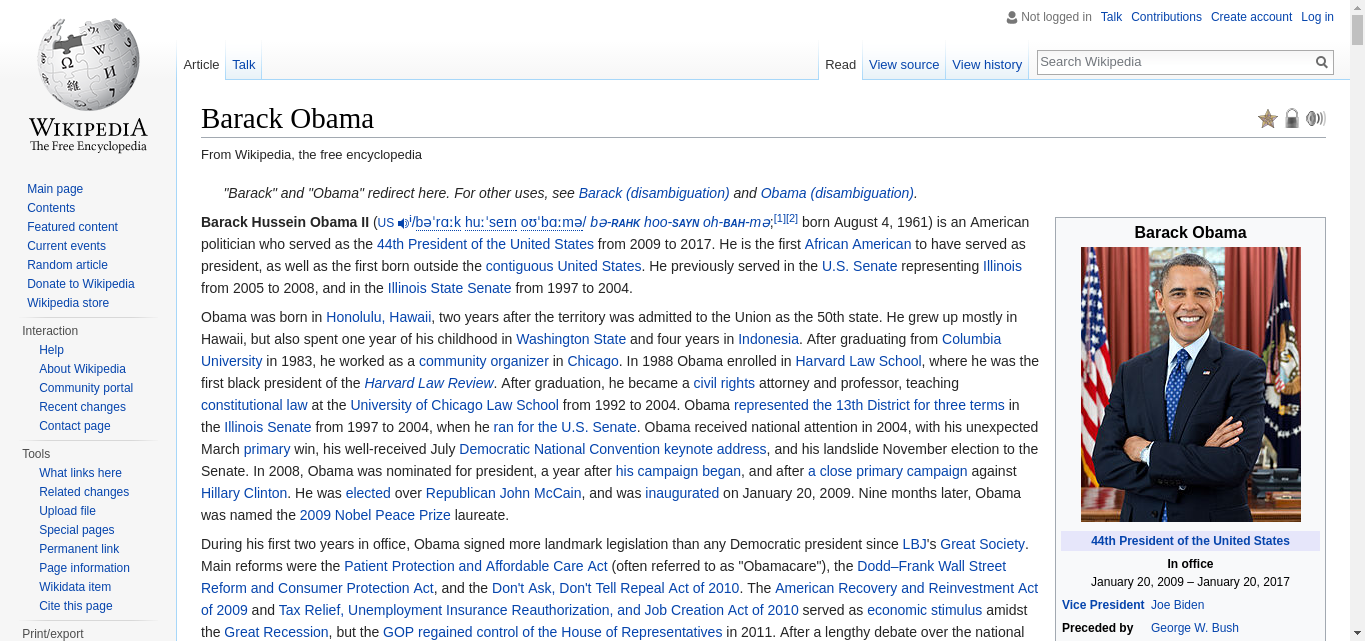 Not logged in Talk Contributions Create account Log in
Article Talk Read View source View history Search Wikipedia
WIKIPEDIA
The Free Encyclopedia
Main page
Contents
Featured content
Current events
Random article
Donate to Wikipedia
Wikipedia store
Interaction
Help
About Wikipedia
Community portal
Recent changes
Contact page
Tools
What links here
Related changes
Upload file
Special pages
Permanent link
Page information
Wikidata item
Cite this page
Print/export
Barack Obama
From Wikipedia, the free encyclopedia
"Barack" and "Obama" redirect here. For other uses, see Barack (disambiguation) and Obama (disambiguation).
Barack Hussein Obama II (US i/bəˈrɑːk huːˈseɪn oʊˈbɑːmə/ bə-RAHK hoo-SAYN oh-BAH-mə;[1][2] born August 4, 1961) is an American
politician who served as the 44th President of the United States from 2009 to 2017. He is the first African American to have served as
president, as well as the first born outside the contiguous United States. He previously served in the U.S. Senate representing Illinois
from 2005 to 2008, and in the Illinois State Senate from 1997 to 2004.
Obama was born in Honolulu, Hawaii, two years after the territory was admitted to the Union as the 50th state. He grew up mostly in
Hawaii, but also spent one year of his childhood in Washington State and four years in Indonesia. After graduating from Columbia
University in 1983, he worked as a community organizer in Chicago. In 1988 Obama enrolled in Harvard Law School, where he was the
first black president of the Harvard Law Review. After graduation, he became a civil rights attorney and professor, teaching
constitutional law at the University of Chicago Law School from 1992 to 2004. Obama represented the 13th District for three terms in
the Illinois Senate from 1997 to 2004, when he ran for the U.S. Senate. Obama received national attention in 2004, with his unexpected
March primary win, his well-received July Democratic National Convention keynote address, and his landslide November election to the
Senate. In 2008, Obama was nominated for president, a year after his campaign began, and after a close primary campaign against
Hillary Clinton. He was elected over Republican John McCain, and was inaugurated on January 20, 2009. Nine months later, Obama
was named the 2009 Nobel Peace Prize laureate.
During his first two years in office, Obama signed more landmark legislation than any Democratic president since LBJ's Great Society.
Main reforms were the Patient Protection and Affordable Care Act (often referred to as "Obamacare"), the Dodd–Frank Wall Street
Reform and Consumer Protection Act, and the Don't Ask, Don't Tell Repeal Act of 2010. The American Recovery and Reinvestment Act
of 2009 and Tax Relief, Unemployment Insurance Reauthorization, and Job Creation Act of 2010 served as economic stimulus amidst
the Great Recession, but the GOP regained control of the House of Representatives in 2011. After a lengthy debate over the national
Barack Obama
44th President of the United States
In office
January 20, 2009 – January 20, 2017
Vice President Joe Biden
Preceded by George W. Bush